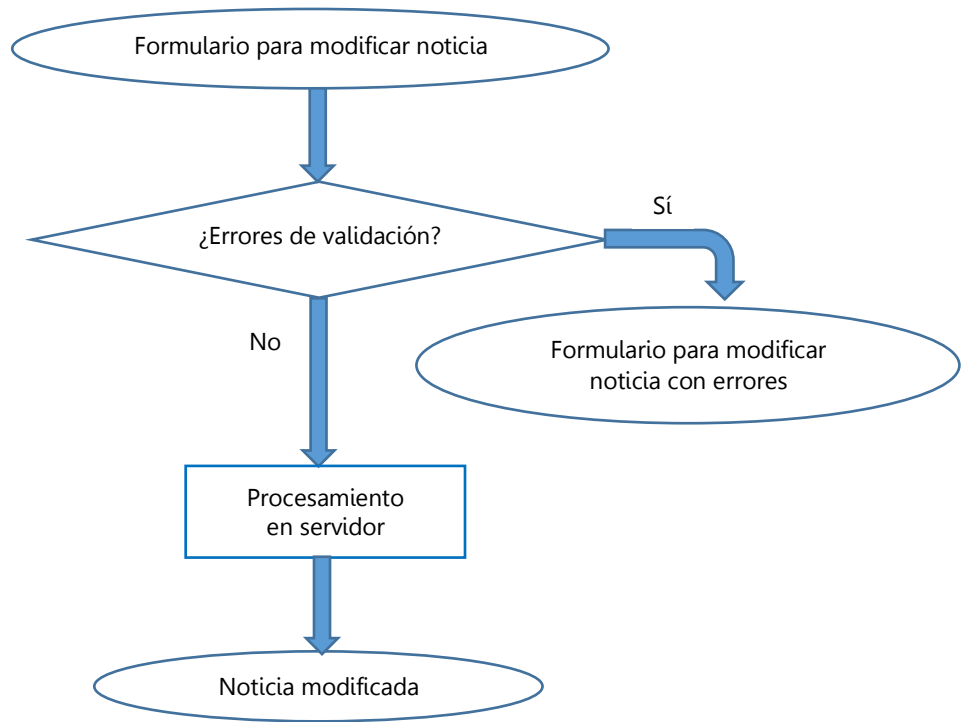 Formulario para modificar noticia
¿Errores de validación?
Sí
No
Formulario para modificar
noticia con errores
Procesamiento
en servidor
Noticia modificada